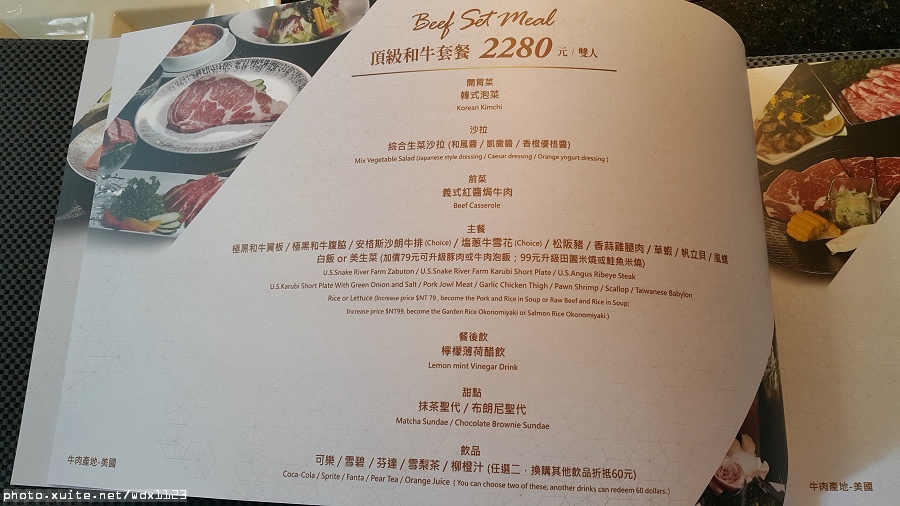 Beef Set Meal
頂級和牛套餐 2280 元 / 雙人
開胃菜
韓式泡菜
Korean Kimchi
沙拉
綜合生菜沙拉 (和風醬 / 凱撒醬 / 香橙優格醬)
Mix Vegetable Salad (Japanese style dressing / Caesar dressing / Orange yogurt dressing )
前菜
義式紅醬焗牛肉
Beef Casserole
主餐
極黑和牛翼板 / 極黑和牛腹脇 / 安格斯沙朗牛排 (Choice) / 塩蔥牛雪花 (Choice) / 松阪豬 / 香蒜雞腿肉 / 草蝦 / 帆立貝 / 風螺
白飯 or 美生菜 (加價79元可升級豚肉或牛肉泡飯；99元升級田園米燒或鮭魚米燒)
U.S.Snake River Farm Zabuton / U.S.Snake River Farm Karubi Short Plate / U.S.Angus Ribeye Steak
U.S.Karubi Short Plate With Green Onion and Salt / Pork Jowl Meat / Garlic Chicken Thigh / Pawn Shrimp / Scallop / Taiwanese Babylon
Rice or Lettuce (Increase price $NT 79 , become the Pork and Rice in Soup or Raw Beef and Rice in Soup;
Increase price $NT99, become the Garden Rice Okonomiyaki or Salmon Rice Okonomiyaki.)
餐後飲
檸檬薄荷醋飲
Lemon mint Vinegar Drink
甜點
抹茶聖代 / 布朗尼聖代
Matcha Sundae / Chocolate Brownie Sundae
飲品
可樂 / 雪碧 / 芬達 / 雪梨茶 / 柳橙汁 (任選二．換購其他飲品折抵60元)
Coca-Cola / Sprite / Fanta / Pear Tea / Orange Juice ( You can choose two of these; another drinks can redeem 60 dollars.)
牛肉產地-美國
牛肉產地-美國
photo.xuite.net/wdx1123